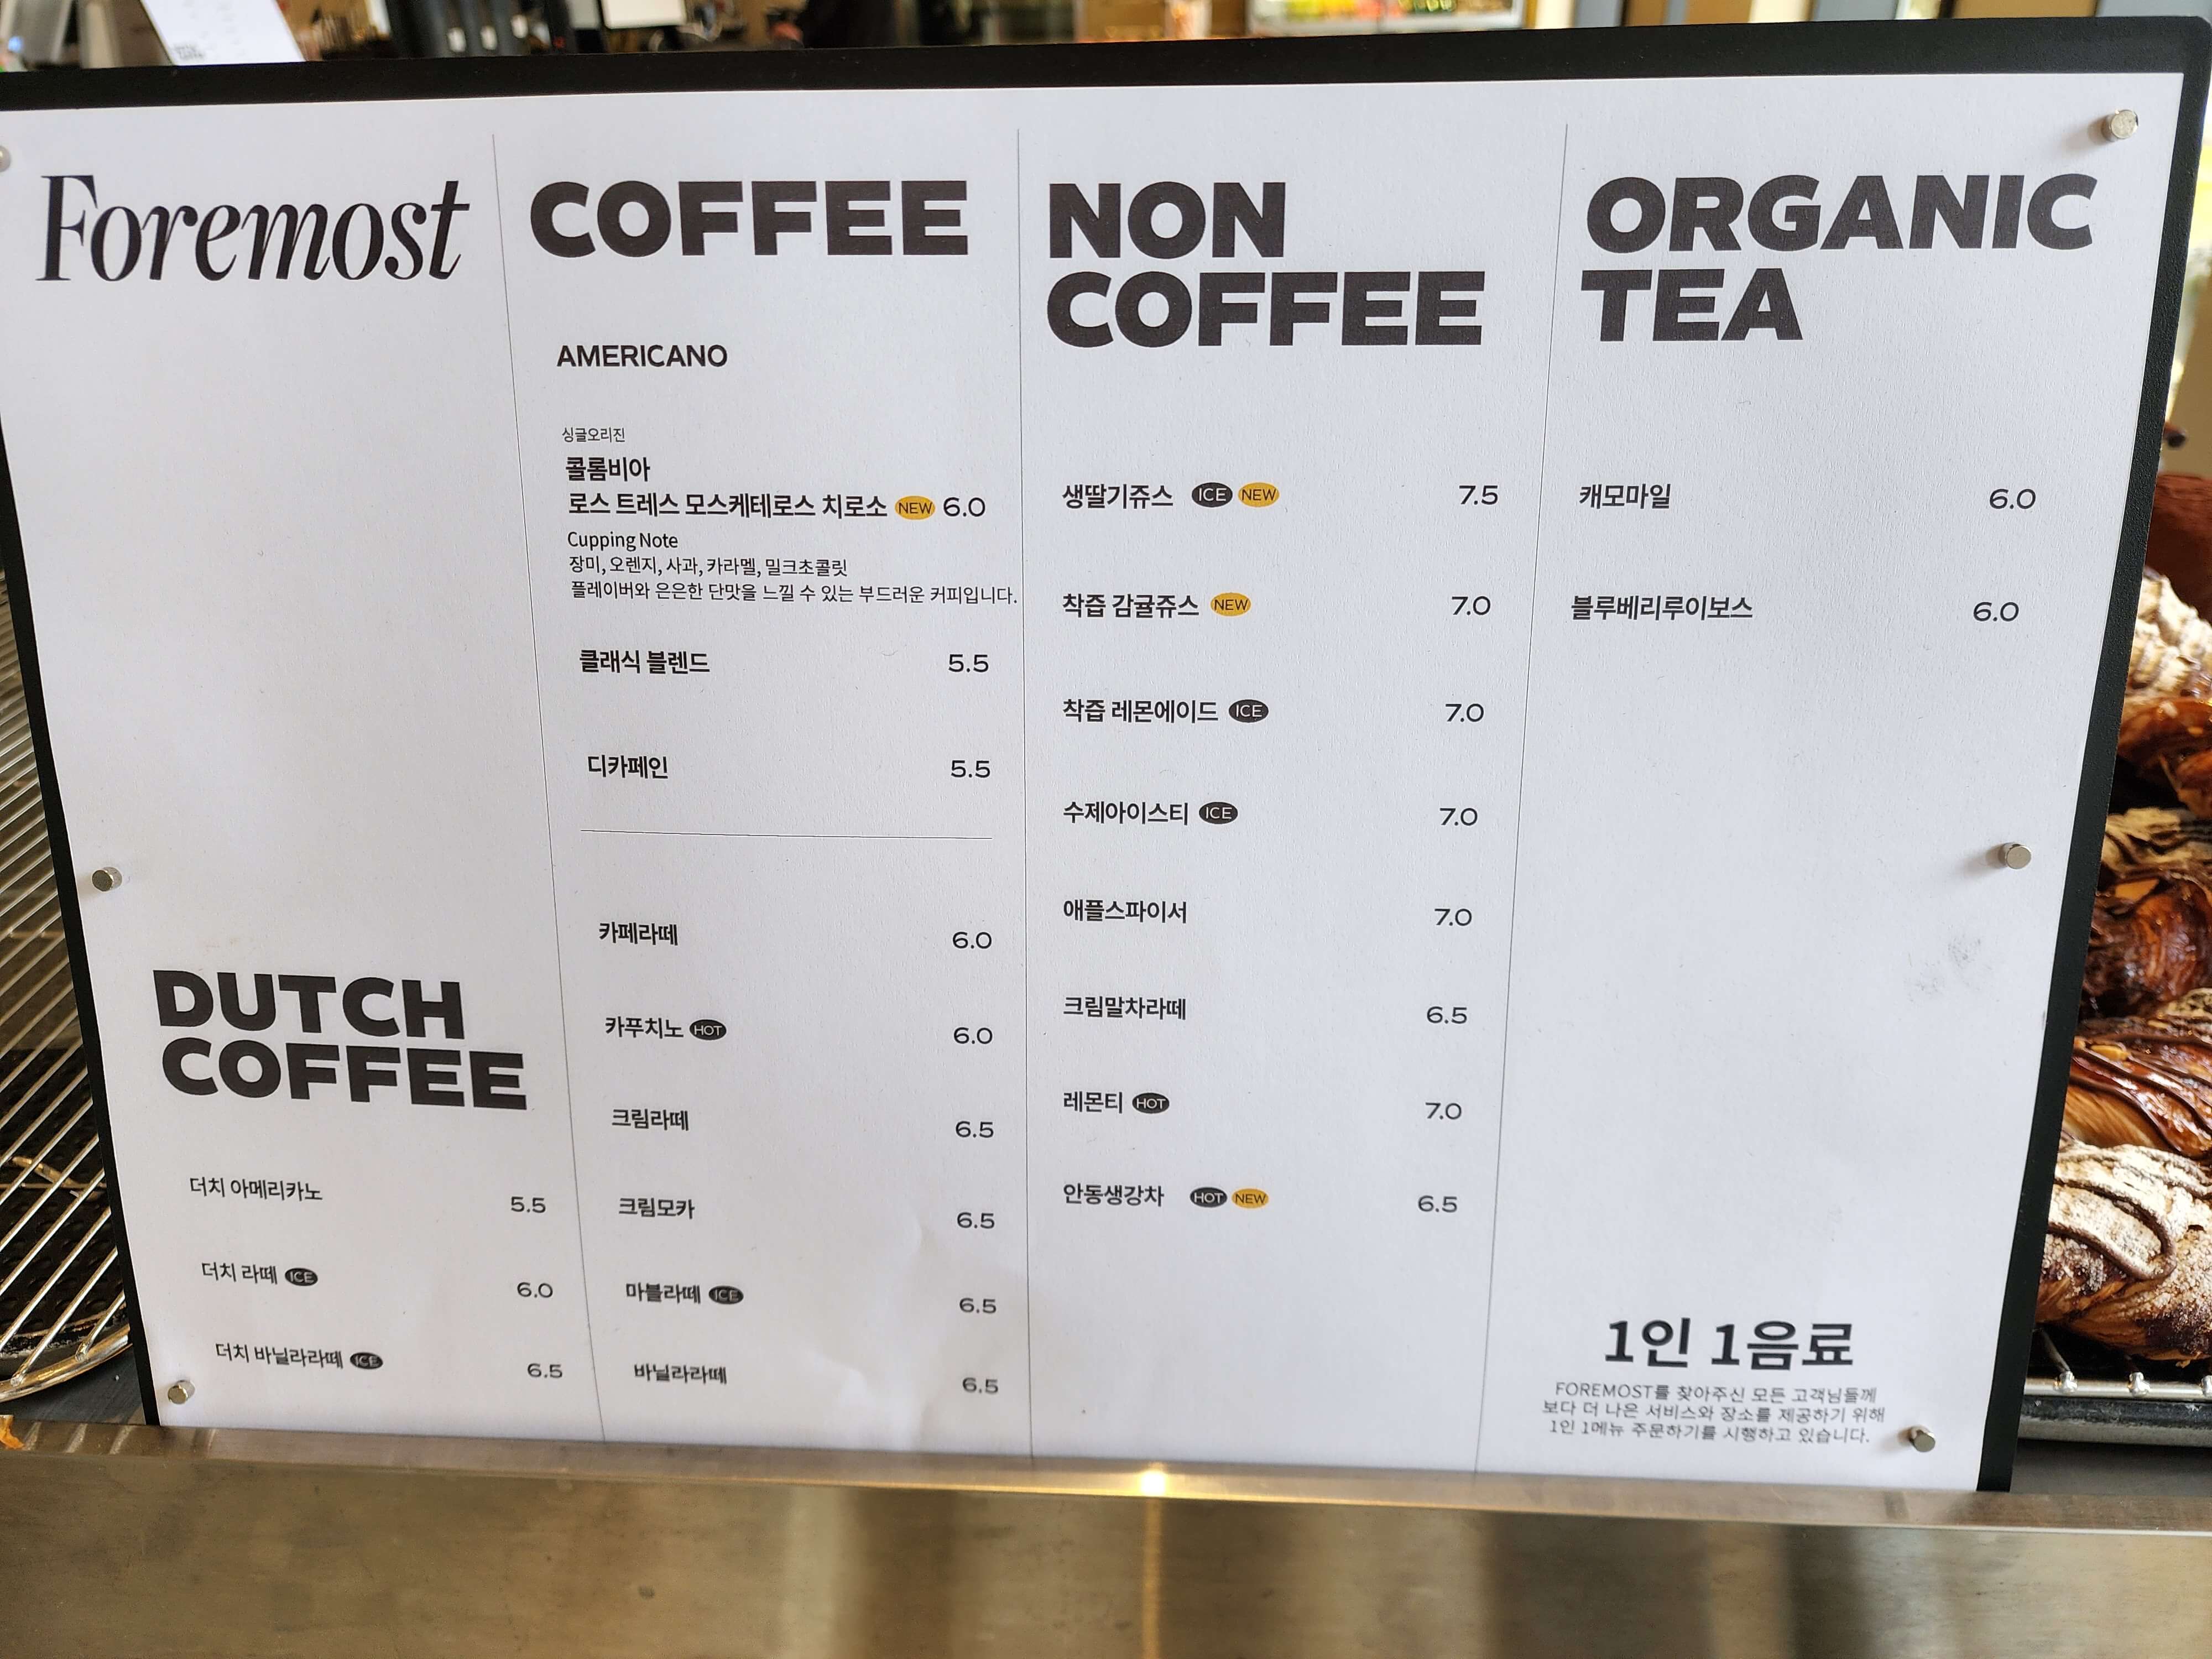 Foremost
DUTCH
COFFEE
더치 아메리카노 5.5
더치 라떼 ICE 6.0
더치 바닐라라떼 ICE 6.5
COFFEE
AMERICANO
싱글오리진
콜롬비아
로스 트레스 모스케테로스 치로소 NEW 6.0
Cupping Note
장미, 오렌지, 사과, 카라멜, 밀크초콜릿
플레이버와 은은한 단맛을 느낄 수 있는 부드러운 커피입니다.
클래식 블렌드 5.5
디카페인 5.5
카페라떼 6.0
카푸치노 HOT 6.0
크림라떼 6.5
크림모카 6.5
마블라떼 ICE 6.5
바닐라라떼 6.5
NON
COFFEE
생딸기쥬스 ICE NEW 7.5
착즙 감귤쥬스 NEW 7.0
착즙 레몬에이드 ICE 7.0
수제아이스티 ICE 7.0
애플스파이서 7.0
크림말차라떼 6.5
레몬티 HOT 7.0
안동생강차 HOT NEW 6.5
ORGANIC
TEA
캐모마일 6.0
블루베리루이보스 6.0
1인 1음료
FOREMOST를 찾아주신 모든 고객님들께
보다 더 나은 서비스와 장소를 제공하기 위해
1인 1메뉴 주문하기를 시행하고 있습니다.